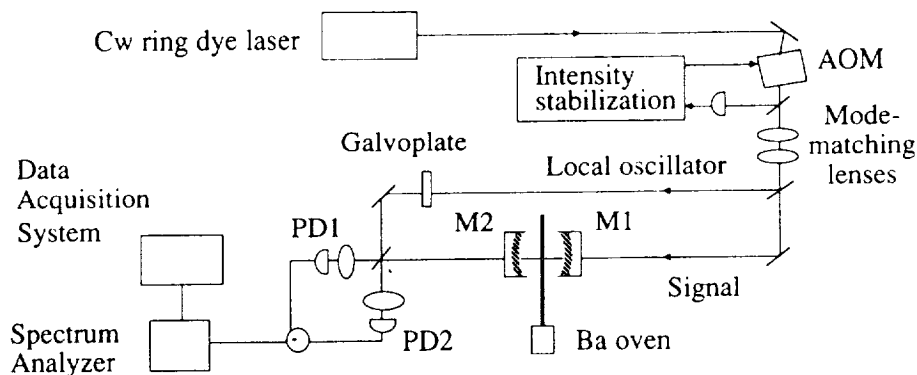 Cw ring dye laser
AOM
Intensity
stabilization
Mode-
matching
lenses
Galvoplate
Local oscillator
Data
Acquisition
System
PD1
M2
M1
Signal
PD2
Ba oven
Spectrum
Analyzer